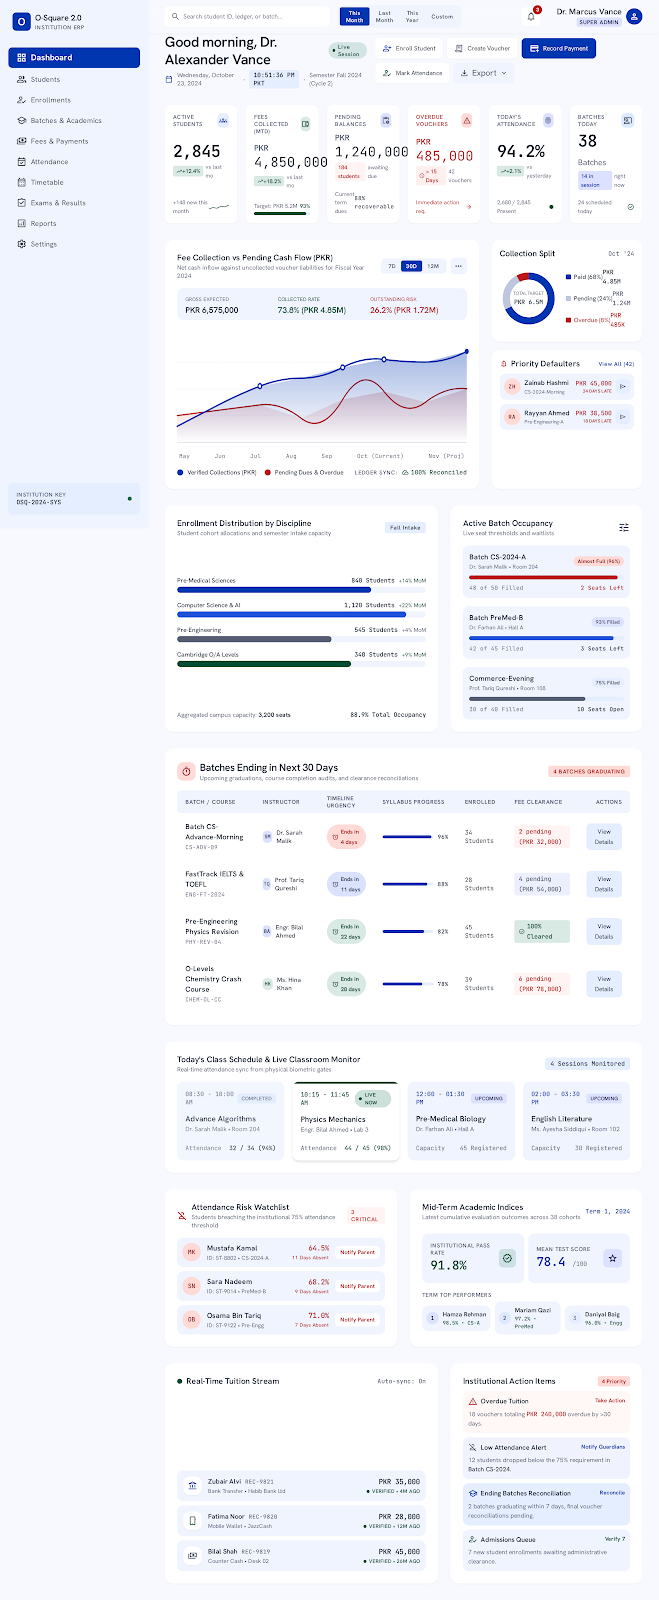 O
O-Square 2.0
INSTITUTION ERP
Dashboard
Students
Enrollments
Batches & Academics
Fees & Payments
Attendance
Timetable
Exams & Results
Reports
Settings
INSTITUTION KEY
DSQ-2024-SYS
Search student ID, ledger, or batch...
This Month
Last Month
This Year
Custom
3
Dr. Marcus Vance
SUPER ADMIN
Good morning, Dr.
Alexander Vance
Live Session
Wednesday, October 23, 2024
10:51:36 PM PKT
Semester Fall 2024 (Cycle 2)
Enroll Student
Create Voucher
Record Payment
Mark Attendance
Export
ACTIVE STUDENTS
2,845
+12.4%
vs last mo
+148 new this month
FEES COLLECTED (MTD)
PKR
4,850,000
+18.2%
vs last mo
Target: PKR 5.2M 93%
PENDING BALANCES
PKR
1,240,000
184 students
awaiting due
Current term dues
88% recoverable
OVERDUE VOUCHERS
PKR
485,000
> 15 Days
42 vouchers
Immediate action req.
TODAY'S ATTENDANCE
94.2%
+2.1%
vs yesterday
2,680 / 2,845 Present
BATCHES TODAY
38
Batches
14 in session
right now
24 scheduled today
Fee Collection vs Pending Cash Flow (PKR)
Net cash inflow against uncollected voucher liabilities for Fiscal Year
2024
7D
30D
12M
GROSS EXPECTED
PKR 6,575,000
COLLECTED RATE
73.8% (PKR 4.85M)
OUTSTANDING RISK
26.2% (PKR 1.72M)
May
Jun
Jul
Aug
Sep
Oct (Current)
Nov (Proj)
Verified Collections (PKR)
Pending Dues & Overdue
LEDGER SYNC:
100% Reconciled
Collection Split
Oct '24
TOTAL TARGET
PKR 6.5M
Paid (68%)
PKR 4.85M
Pending (24%)
PKR 1.24M
Overdue (8%)
PKR 485K
Priority Defaulters
View All (42)
ZH
Zainab Hashmi
CS-2024-Morning
PKR 45,000
24 DAYS LATE
RA
Rayyan Ahmed
Pre-Engineering-A
PKR 38,500
18 DAYS LATE
Enrollment Distribution by Discipline
Student cohort allocations and semester intake capacity
Fall Intake
Pre-Medical Sciences
840 Students +14% MoM
Computer Science & AI
1,120 Students +22% MoM
Pre-Engineering
545 Students +4% MoM
Cambridge O/A Levels
340 Students +9% MoM
Aggregated campus capacity: 3,200 seats
88.9% Total Occupancy
Active Batch Occupancy
Live seat thresholds and waitlists
Batch CS-2024-A
Dr. Sarah Malik • Room 204
Almost Full (96%)
48 of 50 Filled
2 Seats Left
Batch PreMed-B
Dr. Farhan Ali • Hall A
93% Filled
42 of 45 Filled
3 Seats Left
Commerce-Evening
Prof. Tariq Qureshi • Room 108
75% Filled
30 of 40 Filled
10 Seats Open
Batches Ending in Next 30 Days
Upcoming graduations, course completion audits, and clearance reconciliations
4 BATCHES GRADUATING
BATCH / COURSE
INSTRUCTOR
TIMELINE URGENCY
SYLLABUS PROGRESS
ENROLLED
FEE CLEARANCE
ACTIONS
Batch CS-Advance-Morning
CS-ADV-09
SM
Dr. Sarah Malik
Ends in 4 days
96%
34 Students
2 pending (PKR 32,000)
View Details
FastTrack IELTS & TOEFL
ENG-FT-2024
TQ
Prof. Tariq Qureshi
Ends in 11 days
88%
28 Students
4 pending (PKR 54,000)
View Details
Pre-Engineering Physics Revision
PHY-REV-04
BA
Engr. Bilal Ahmed
Ends in 22 days
82%
45 Students
100% Cleared
View Details
O-Levels Chemistry Crash Course
CHEM-OL-CC
HK
Ms. Hina Khan
Ends in 28 days
78%
39 Students
6 pending (PKR 78,000)
View Details
Today's Class Schedule & Live Classroom Monitor
Real-time attendance sync from physical biometric gates
4 Sessions Monitored
08:30 - 10:00 AM
COMPLETED
Advance Algorithms
Dr. Sarah Malik • Room 204
Attendance
32 / 34 (94%)
10:15 - 11:45 AM
LIVE NOW
Physics Mechanics
Engr. Bilal Ahmed • Lab 3
Attendance
44 / 45 (98%)
12:00 - 01:30 PM
UPCOMING
Pre-Medical Biology
Dr. Farhan Ali • Hall A
Capacity
45 Registered
02:00 - 03:30 PM
UPCOMING
English Literature
Ms. Ayesha Siddiqui • Room 102
Capacity
30 Registered
Attendance Risk Watchlist
Students breaching the institutional 75% attendance
threshold
3 CRITICAL
MK
Mustafa Kamal
ID: ST-8802 • CS-2024-A
64.5%
11 Days Absent
Notify Parent
SN
Sara Nadeem
ID: ST-9014 • PreMed-B
68.2%
9 Days Absent
Notify Parent
OB
Osama Bin Tariq
ID: ST-9122 • Pre-Engg
71.0%
7 Days Absent
Notify Parent
Mid-Term Academic Indices
Latest cumulative evaluation outcomes across 38 cohorts
Term 1, 2024
INSTITUTIONAL PASS RATE
91.8%
MEAN TEST SCORE
78.4 /100
TERM TOP PERFORMERS
1
Hamza Rehman
98.5% • CS-A
2
Mariam Qazi
97.2% • PreMed
3
Daniyal Baig
96.8% • Engg
Real-Time Tuition Stream
Auto-sync: On
Zubair Alvi REC-9821
Bank Transfer • Habib Bank Ltd
PKR 35,000
VERIFIED • 4M AGO
Fatima Noor REC-9820
Mobile Wallet • JazzCash
PKR 28,000
VERIFIED • 12M AGO
Bilal Shah REC-9819
Counter Cash • Desk 02
PKR 45,000
VERIFIED • 26M AGO
Institutional Action Items
4 Priority
Overdue Tuition
Take Action
18 vouchers totaling PKR 240,000 overdue by >30
days.
Low Attendance Alert
Notify Guardians
12 students dropped below the 75% requirement in
Batch CS-2024.
Ending Batches Reconciliation
Reconcile
2 batches graduating within 7 days, final voucher
reconciliations pending.
Admissions Queue
Verify 7
7 new student enrollments awaiting administrative
clearance.